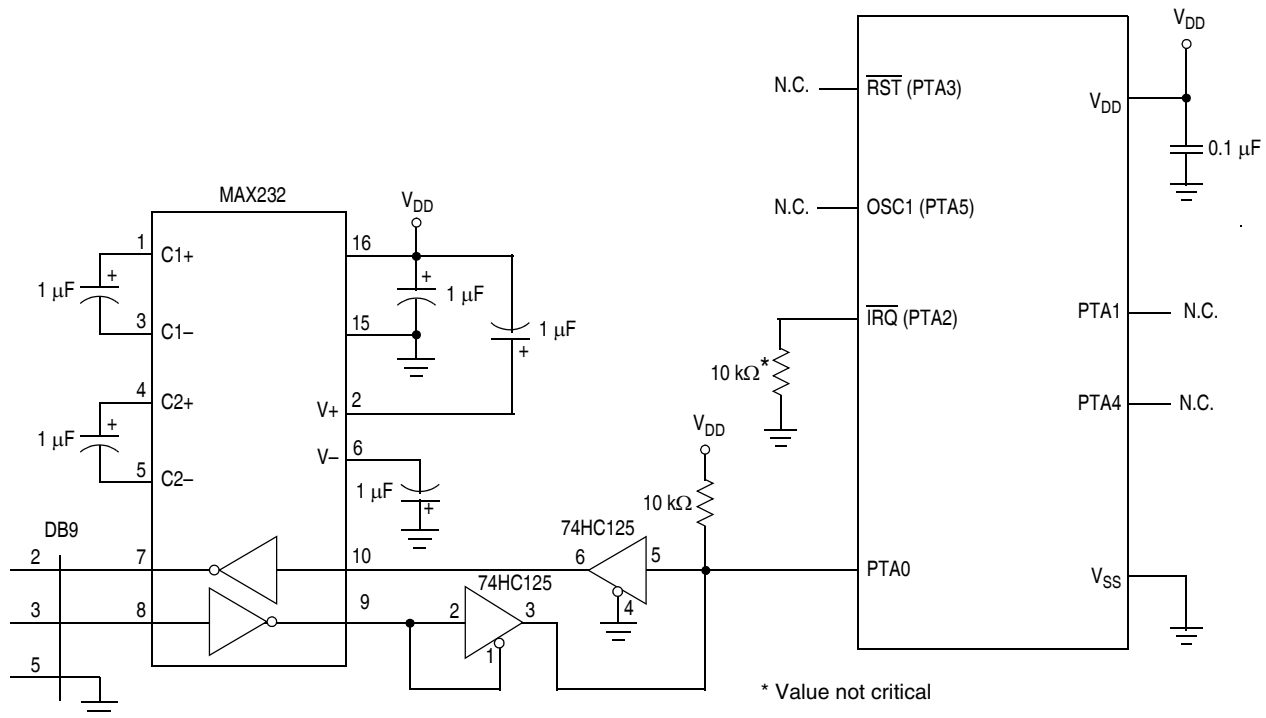 VDD
N.C.
RST (PTA3)
VDD
0.1 µF
MAX232
VDD
N.C.
OSC1 (PTA5)
1
C1+
16
+
+
1 µF
1 µF
3
C1–
15
1 µF
+
IRQ (PTA2)
PTA1
N.C.
10 kΩ*
4
C2+
V+
2
PTA4
N.C.
+
1 µF
VDD
5
C2–
V–
6
1 µF
+
10 kΩ
DB9
74HC125
2
7
10
6
5
PTA0
VSS
4
74HC125
3
8
9
2
3
1
5
* Value not critical